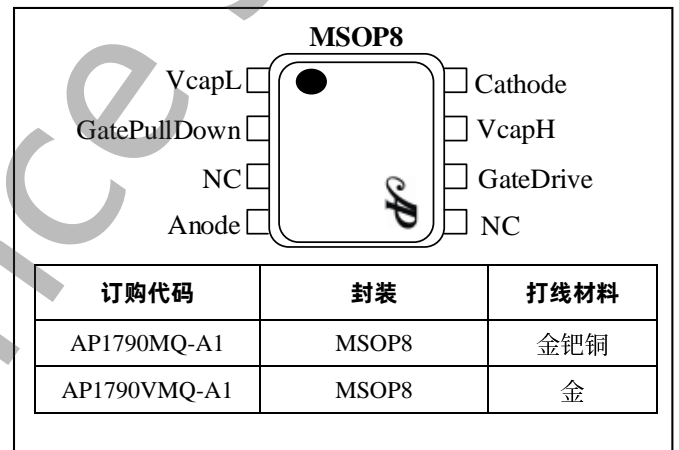 MSOP8
VcapL Cathode
GatePullDown VcapH
NC GateDrive
Anode NC
AP
订购代码 封装 打线材料
AP1790MQ-A1 MSOP8 金钯铜
AP1790VMQ-A1 MSOP8 金